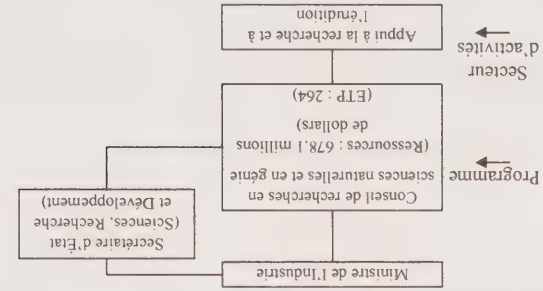 Ministre de l'Industrie
Secrétaire d'État
(Sciences, Recherche
et Développement)
Programme
Conseil de recherches en
sciences naturelles et en génie
(Ressources : 678.1 millions
de dollars)
(ETP : 264)
Secteur
d'activités
Appui à la recherche et à
l'érudition